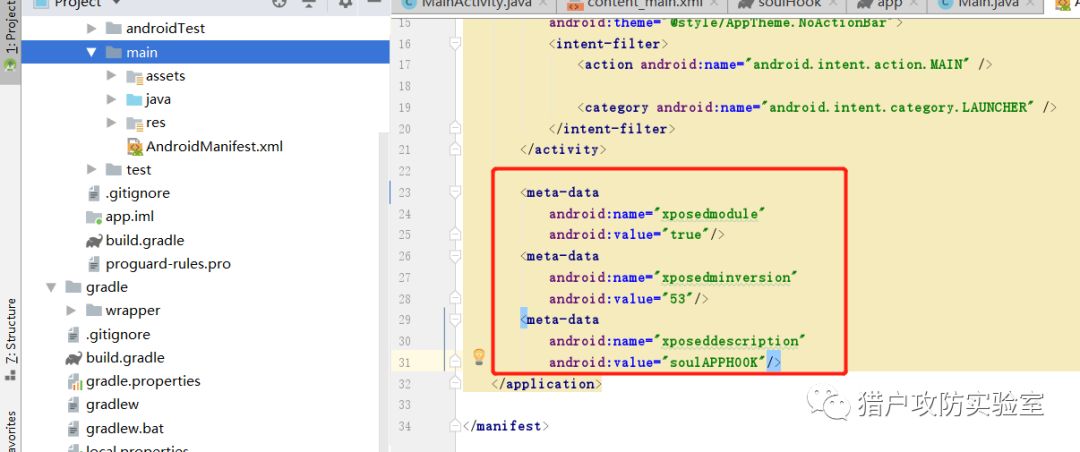 Project
MainActivity.java
content_main.xml
soulHook
app
Main.java
1: Project
androidTest
main
assets
java
res
AndroidManifest.xml
test
.gitignore
app.iml
build.gradle
proguard-rules.pro
gradle
wrapper
.gitignore
build.gradle
gradle.properties
gradlew
gradlew.bat
local.properties
7: Structure
avorites
15 android:theme="@style/AppTheme.NoActionBar">
16 <intent-filter>
17 <action android:name="android.intent.action.MAIN" />
18
19 <category android:name="android.intent.category.LAUNCHER" />
20 </intent-filter>
21 </activity>
22
23 <meta-data
24 android:name="xposedmodule"
25 android:value="true"/>
26 <meta-data
27 android:name="xposedminversion"
28 android:value="53"/>
29 <meta-data
30 android:name="xposeddescription"
31 android:value="soulAPPHOOK"/>
32 </application>
33
34 </manifest>
猎户攻防实验室